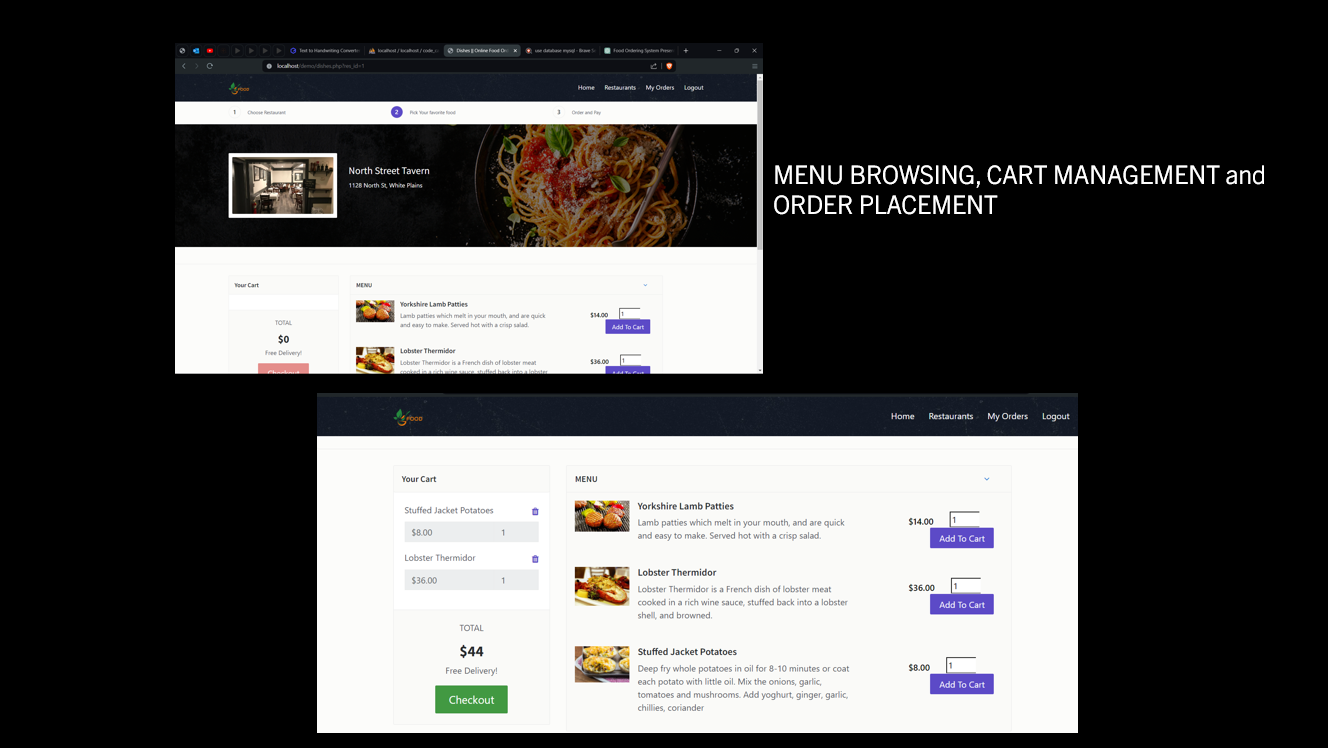 Text to Handwriting Converte
localhost / localhost / code_c
Dishes || Online Food Or
use database mysql - Brave S
Food Ordering System Prese
localhost/demo/dishes.php?res_id=1
FOOD
Home Restaurants My Orders Logout
1 Choose Restaurant 2 Pick Your favorite food 3 Order and Pay
North Street Tavern
1128 North St, White Plains
MENU BROWSING, CART MANAGEMENT and
ORDER PLACEMENT
Your Cart
TOTAL
$0
Free Delivery!
Checkout
MENU
Yorkshire Lamb Patties
Lamb patties which melt in your mouth, and are quick
and easy to make. Served hot with a crisp salad.
$14.00 1
Add To Cart
Lobster Thermidor
Lobster Thermidor is a French dish of lobster meat
cooked in a rich wine sauce, stuffed back into a lobster
$36.00 1
Add To Cart
FOOD
Home Restaurants My Orders Logout
Your Cart
Stuffed Jacket Potatoes
$8.00 1
Lobster Thermidor
$36.00 1
TOTAL
$44
Free Delivery!
Checkout
MENU
Yorkshire Lamb Patties
Lamb patties which melt in your mouth, and are quick
and easy to make. Served hot with a crisp salad.
$14.00 1
Add To Cart
Lobster Thermidor
Lobster Thermidor is a French dish of lobster meat
cooked in a rich wine sauce, stuffed back into a lobster
shell, and browned.
$36.00 1
Add To Cart
Stuffed Jacket Potatoes
Deep fry whole potatoes in oil for 8-10 minutes or coat
each potato with little oil. Mix the onions, garlic,
tomatoes and mushrooms. Add yoghurt, ginger, garlic,
chillies, coriander
$8.00 1
Add To Cart